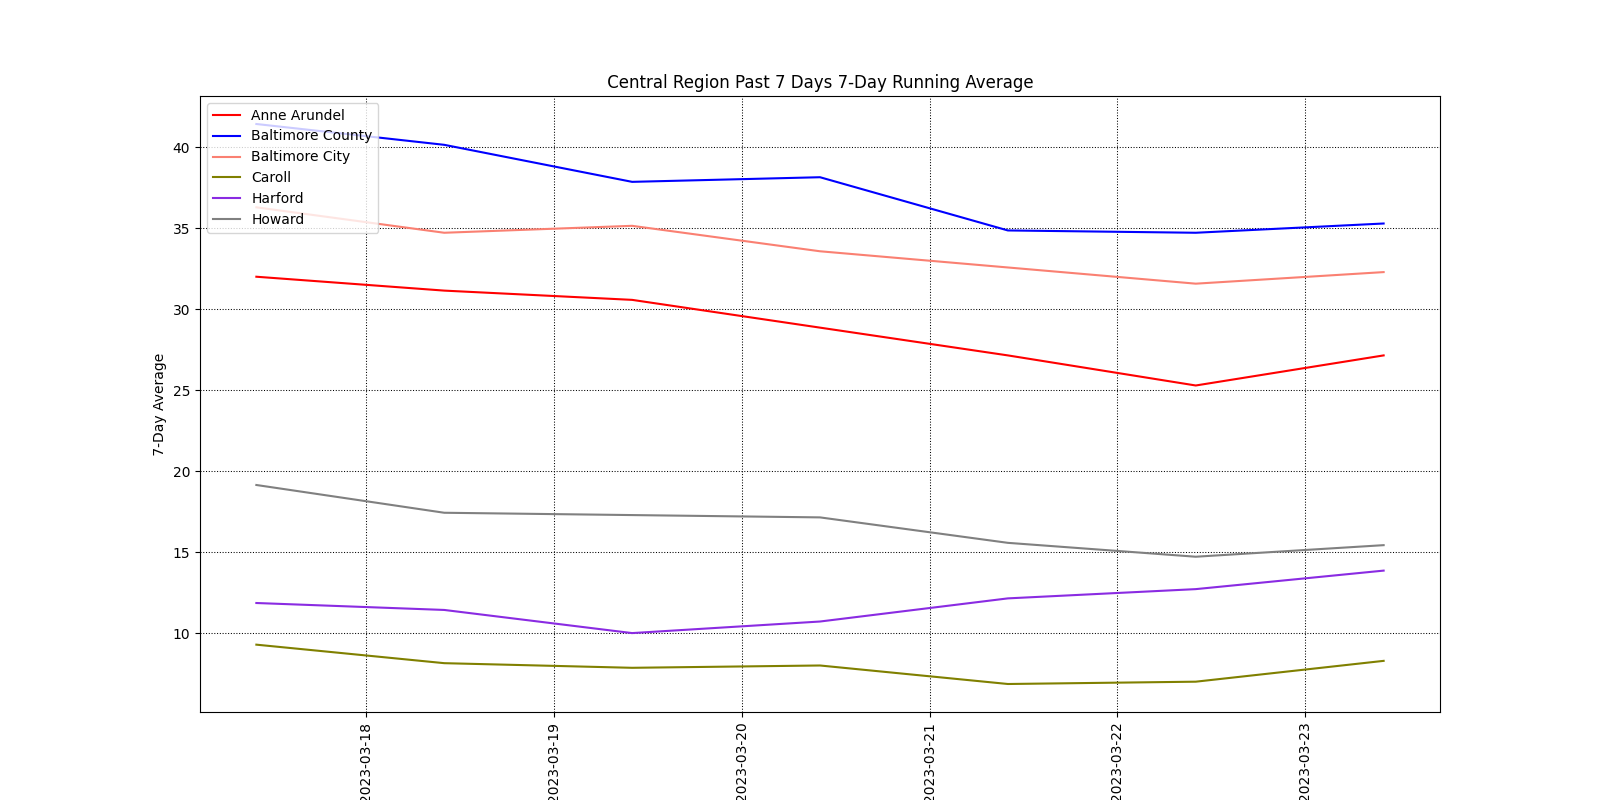 Central Region Past 7 Days 7-Day Running Average
Anne Arundel
Baltimore County
Baltimore City
Caroll
Harford
Howard
7-Day Average
40
35
30
25
20
15
10
2023-03-18
2023-03-19
2023-03-20
2023-03-21
2023-03-22
2023-03-23